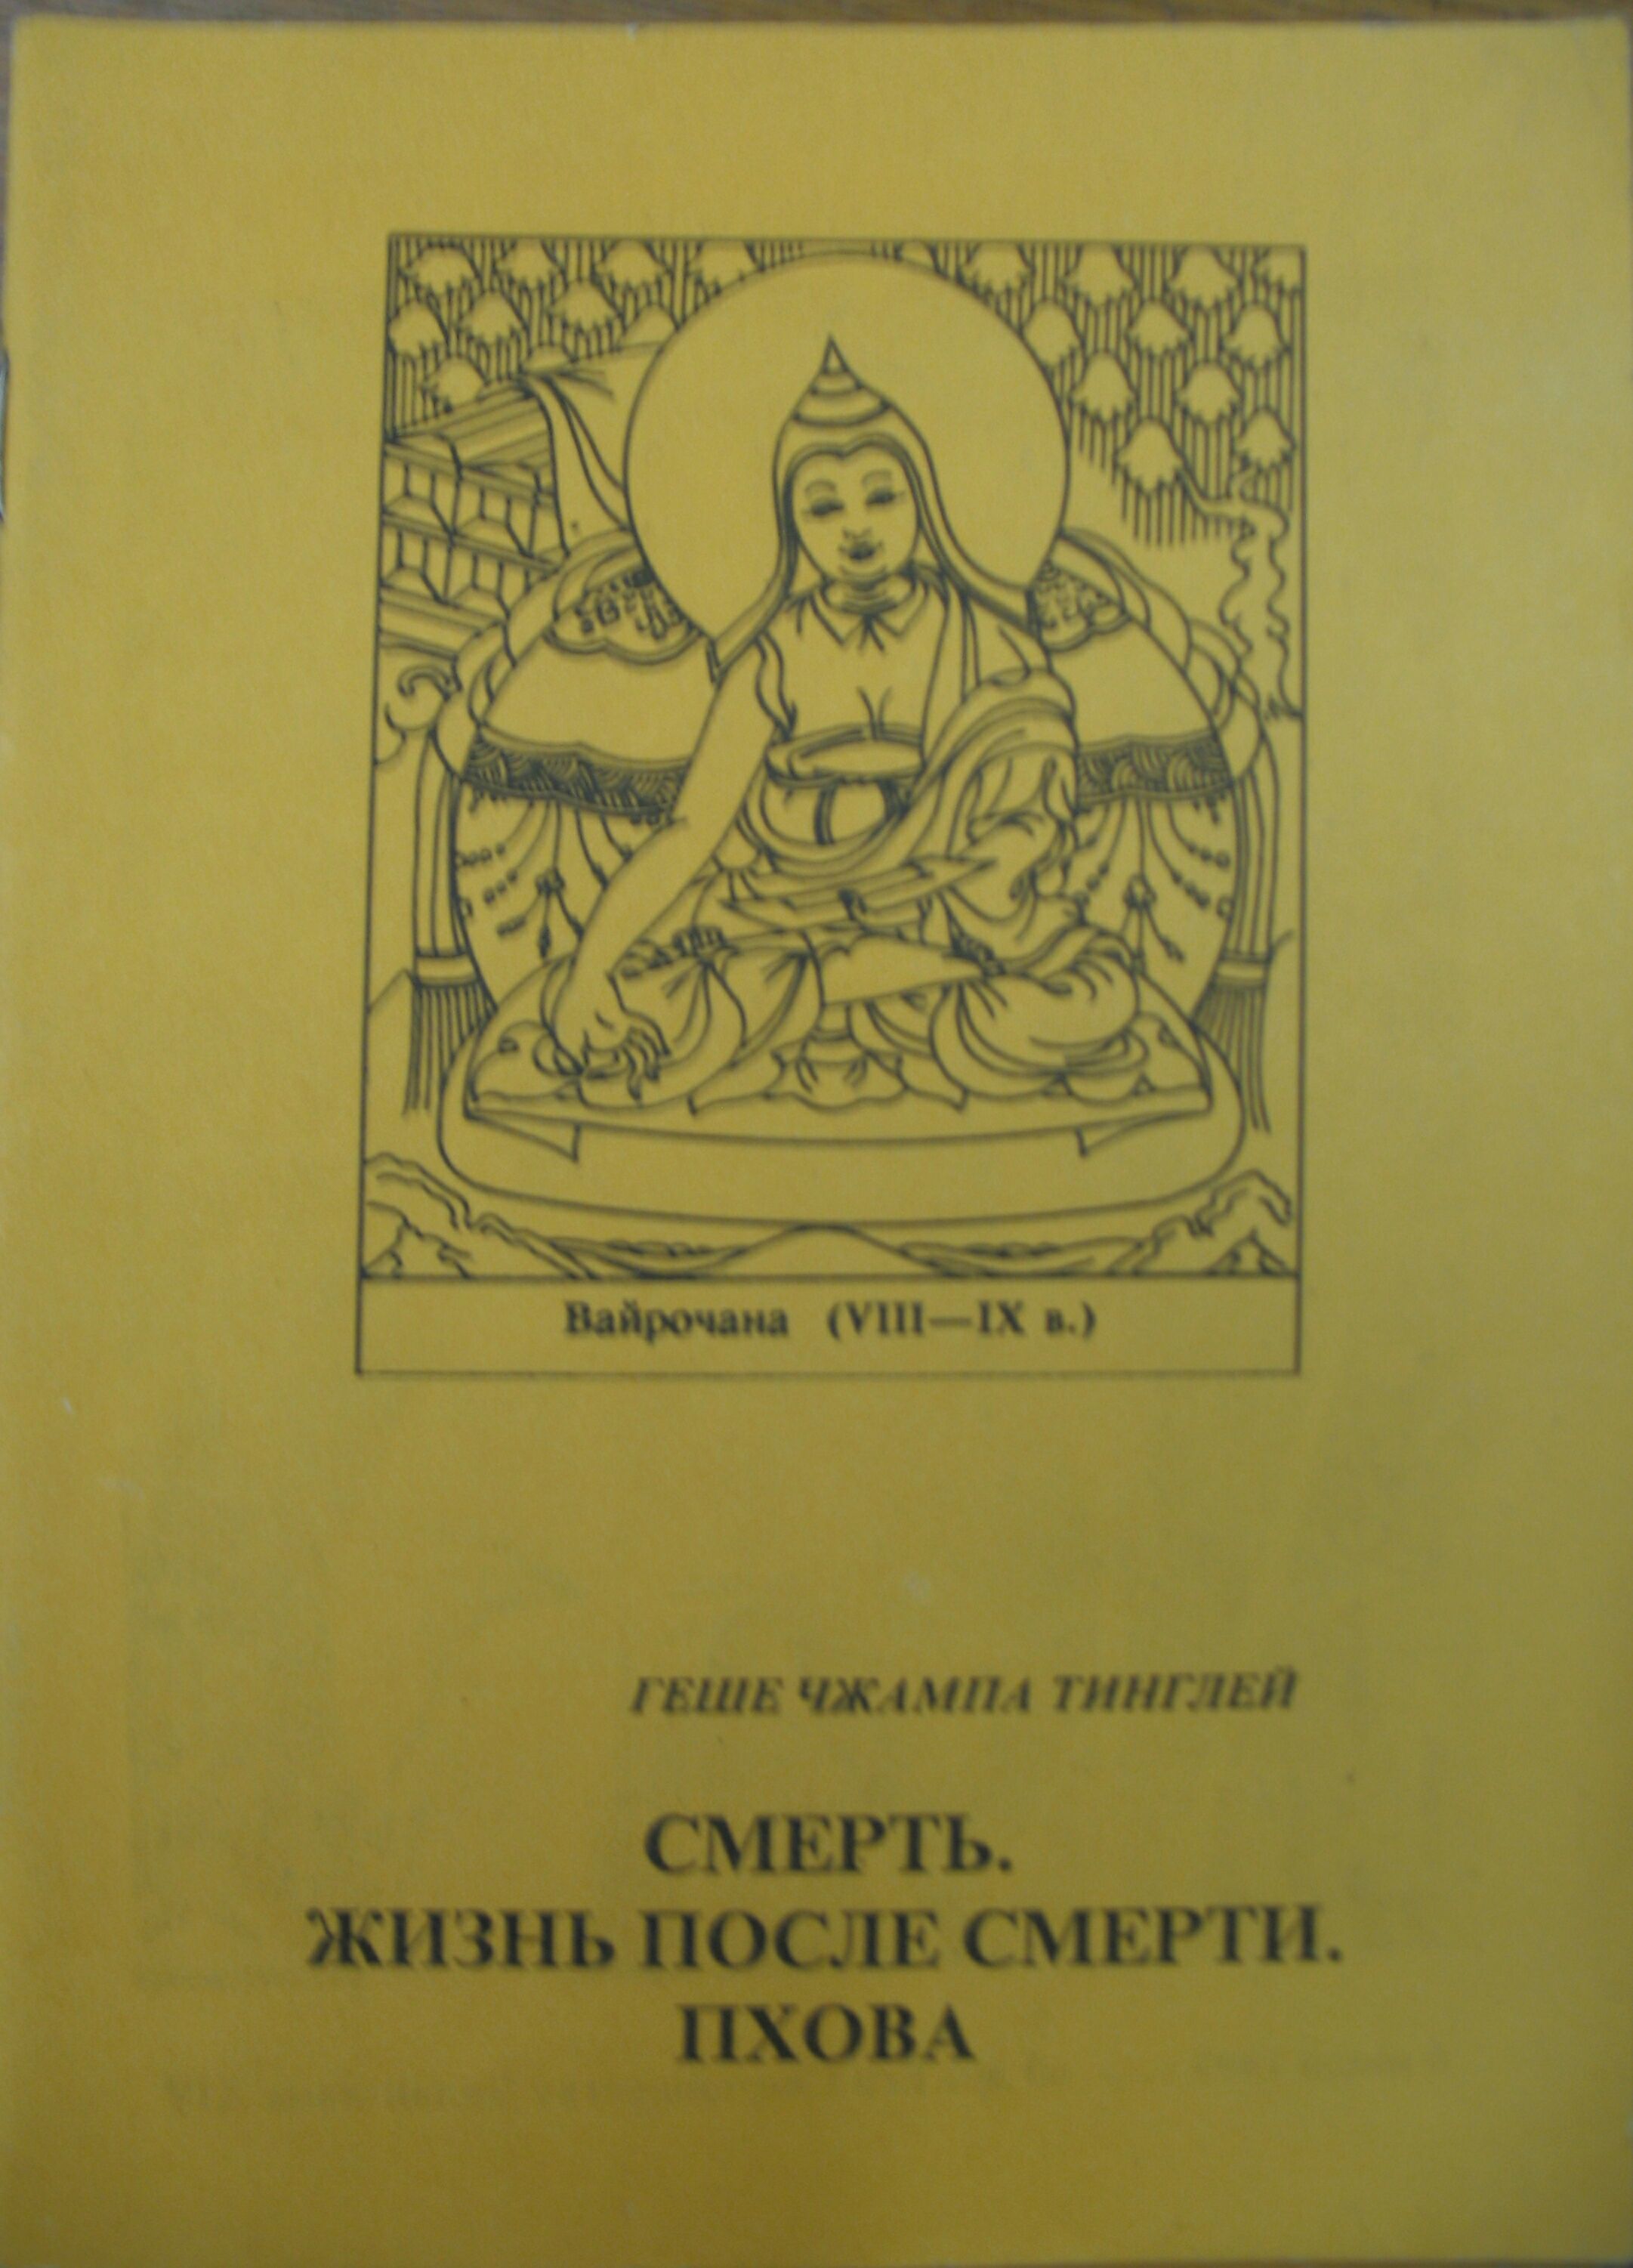 Вайрочана (VIII—IX в.)
ГЕШЕ ЧЖАМПА ТИНГЛЕЙ
СМЕРТЬ.
ЖИЗНЬ ПОСЛЕ СМЕРТИ.
ПХОВА